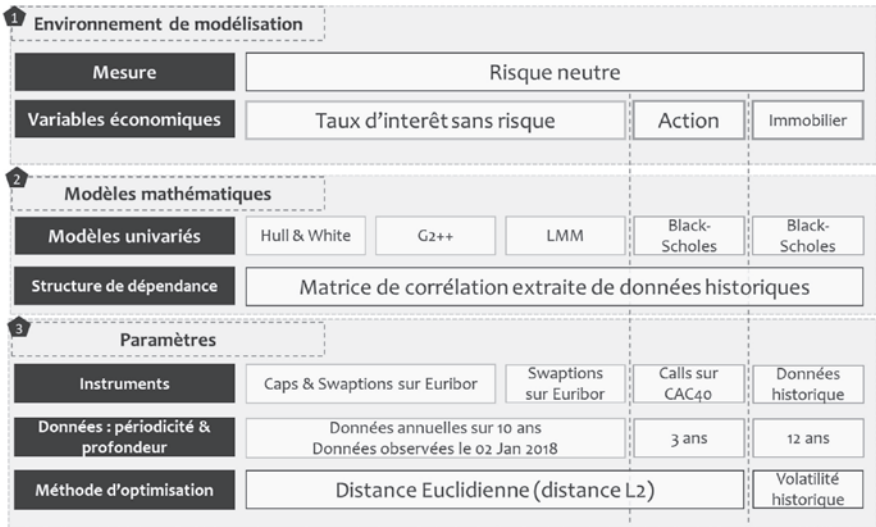 1
Environnement de modélisation
Mesure
Risque neutre
Variables économiques
Taux d'intérêt sans risque
Action
Immobilier
2
Modèles mathématiques
Modèles univariés
Hull & White
G2++
LMM
Black-
Scholes
Black-
Scholes
Structure de dépendance
Matrice de corrélation extraite de données historiques
3
Paramètres
Instruments
Caps & Swaptions sur Euribor
Swaptions
sur Euribor
Calls sur
CAC40
Données
historique
Données : périodicité &
profondeur
Données annuelles sur 10 ans
Données observées le 02 Jan 2018
3 ans
12 ans
Méthode d'optimisation
Distance Euclidienne (distance L2)
Volatilité
historique